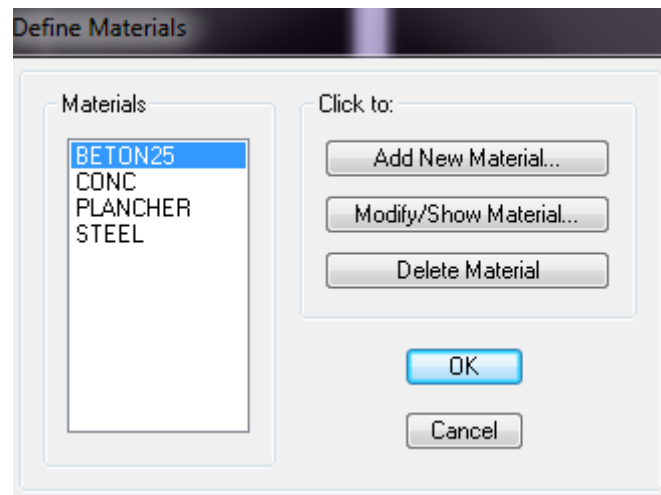 Define Materials
Materials
BETON25
CONC
PLANCHER
STEEL
Click to:
Add New Material...
Modify/Show Material...
Delete Material
OK
Cancel